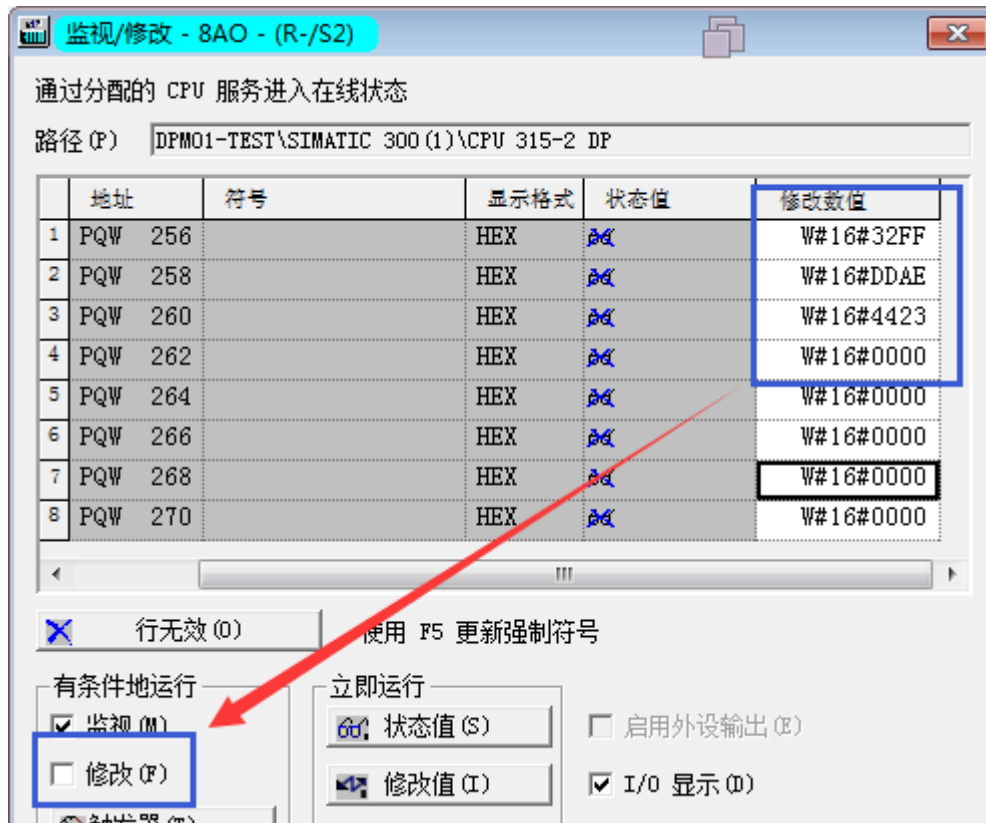 监视/修改 - 8AO - (R-/S2)
通过分配的 CPU 服务进入在线状态
路径(P) DPM01-TEST\SIMATIC 300(1)\CPU 315-2 DP
地址 符号 显示格式 状态值 修改数值
1 PQW 256 HEX W#16#32FF
2 PQW 258 HEX W#16#DDAE
3 PQW 260 HEX W#16#4423
4 PQW 262 HEX W#16#0000
5 PQW 264 HEX W#16#0000
6 PQW 266 HEX W#16#0000
7 PQW 268 HEX W#16#0000
8 PQW 270 HEX W#16#0000
行无效(O) 使用 F5 更新强制符号
有条件地运行 立即运行
监视(M) 状态值(S) 启用外设输出(E)
修改(F) 修改值(I) I/O 显示(D)
触发器(T)